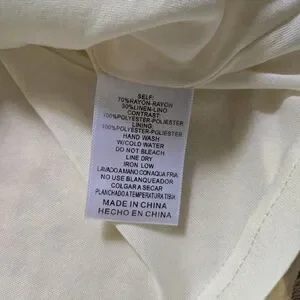 SELF:
70%RAYON-RAYON
30%LINEN-LINO
CONTRAST:
100%POLYESTER-POLIESTER
LINING:
100%POLYESTER-POLIESTER
HAND WASH
W/COLD WATER
DO NOT BLEACH
LINE DRY
IRON LOW
LAVADO A MANO CON AQUA FRIA
NO USE BLANQUEADOR
COLGAR A SECAR
PLANCHADO A TEMPERATURA TIBIA
MADE IN CHINA
HECHO EN CHINA